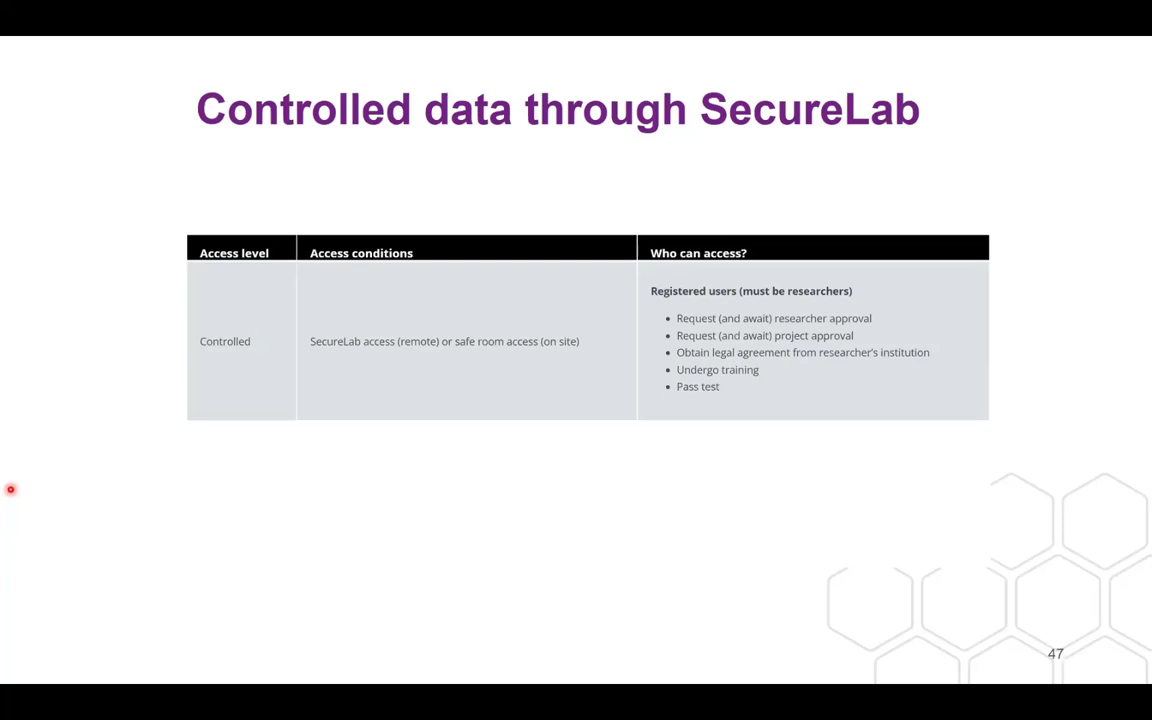 Controlled data through SecureLab
Access level
Access conditions
Who can access?
Controlled
SecureLab access (remote) or safe room access (on site)
Registered users (must be researchers)
• Request (and await) researcher approval
• Request (and await) project approval
• Obtain legal agreement from researcher's institution
• Undergo training
• Pass test
47